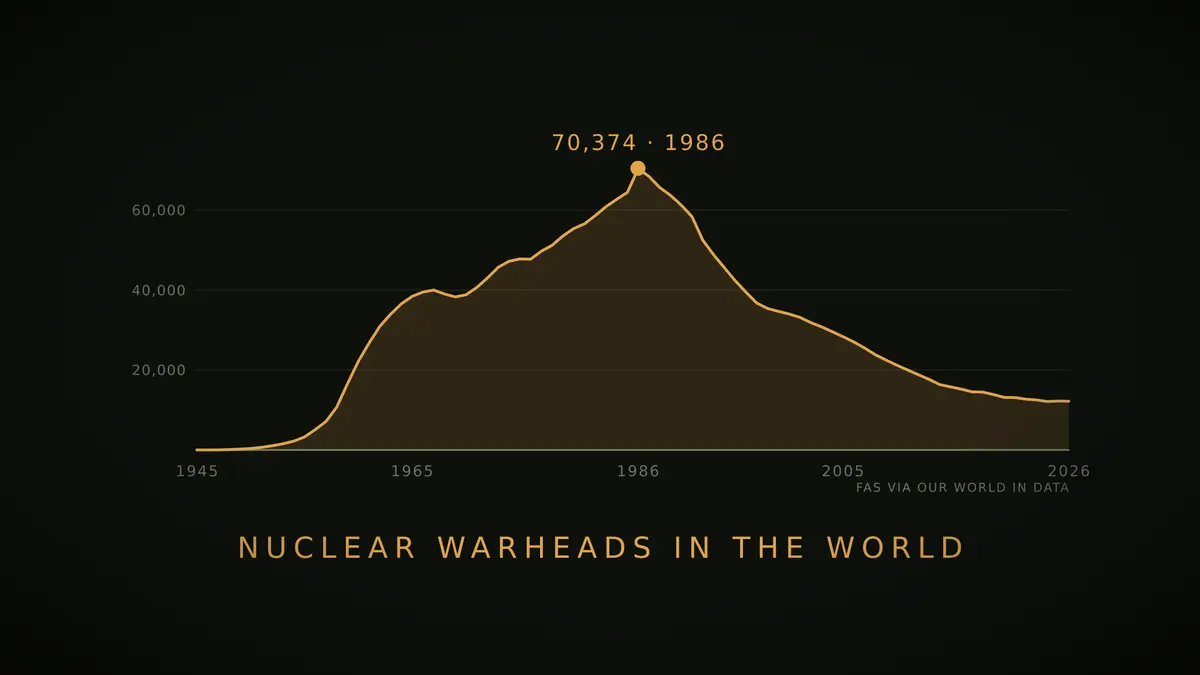 70,374 · 1986
60,000
40,000
20,000
1945 1965 1986 2005 2026
FAS VIA OUR WORLD IN DATA
NUCLEAR WARHEADS IN THE WORLD